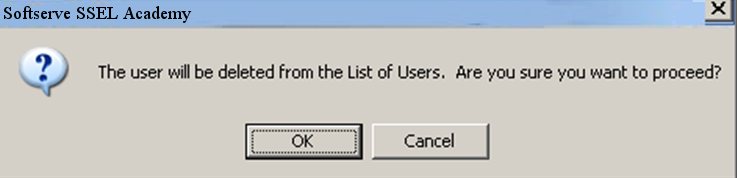 Softserve SSEL Academy
The user will be deleted from the List of Users. Are you sure you want to proceed?
OK
Cancel